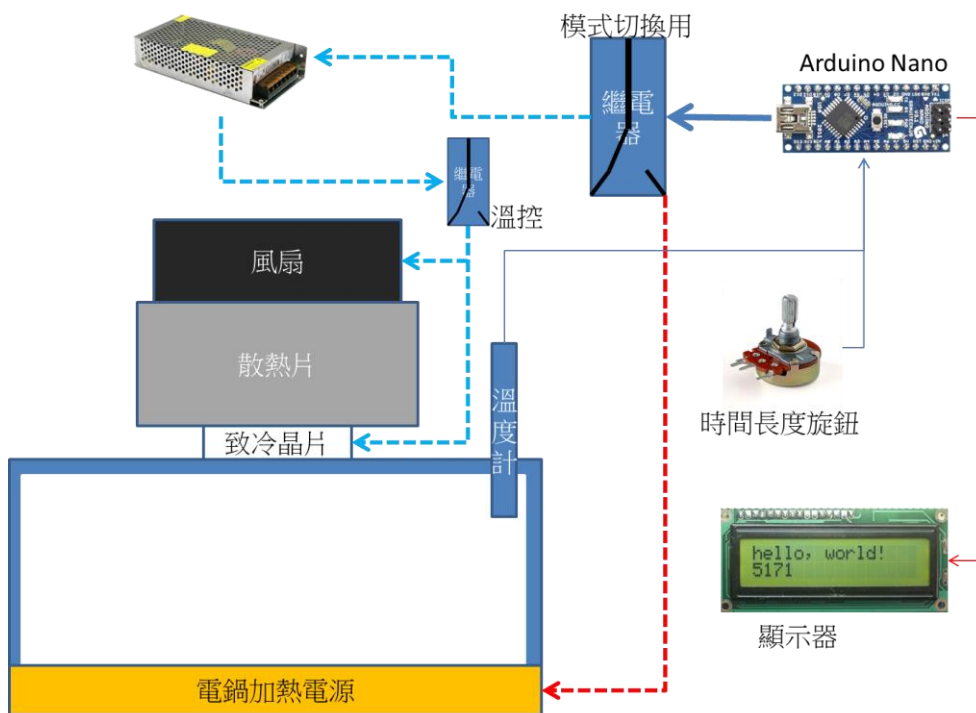 模式切換用
Arduino Nano
繼電
器
繼電
器
溫控
風扇
散熱片
致冷晶片
溫
度
計
時間長度旋鈕
hello, world!
5171
顯示器
電鍋加熱電源